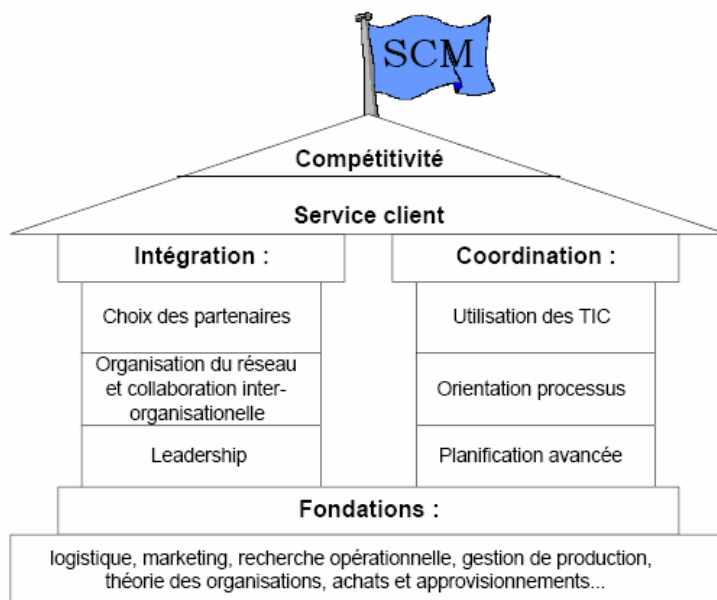 SCM
Compétitivité
Service client
Intégration :
Coordination :
Choix des partenaires
Utilisation des TIC
Organisation du réseau
et collaboration inter-
organisationelle
Orientation processus
Leadership
Planification avancée
Fondations :
logistique, marketing, recherche opérationnelle, gestion de production,
théorie des organisations, achats et approvisionnements...